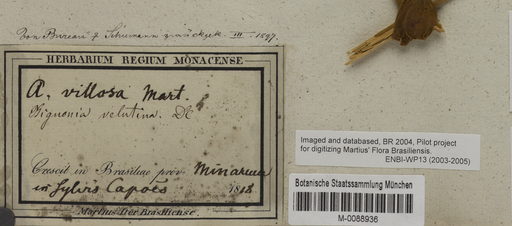 Von Bureau & Schumann zurückgek. III. 1897.
HERBARIUM REGIUM MONACENSE
A. villosa Mart.
Bignonia velutina. DC
Crescit in Brasiliae prov. Minarum
in Sylvis Capoës 1818
Martius Iter Brasiliense.
Imaged and databased, BR 2004, Pilot project
for digitizing Martius' Flora Brasiliensis.
ENBI-WP13 (2003-2005)
Botanische Staatssammlung München
M-0088936